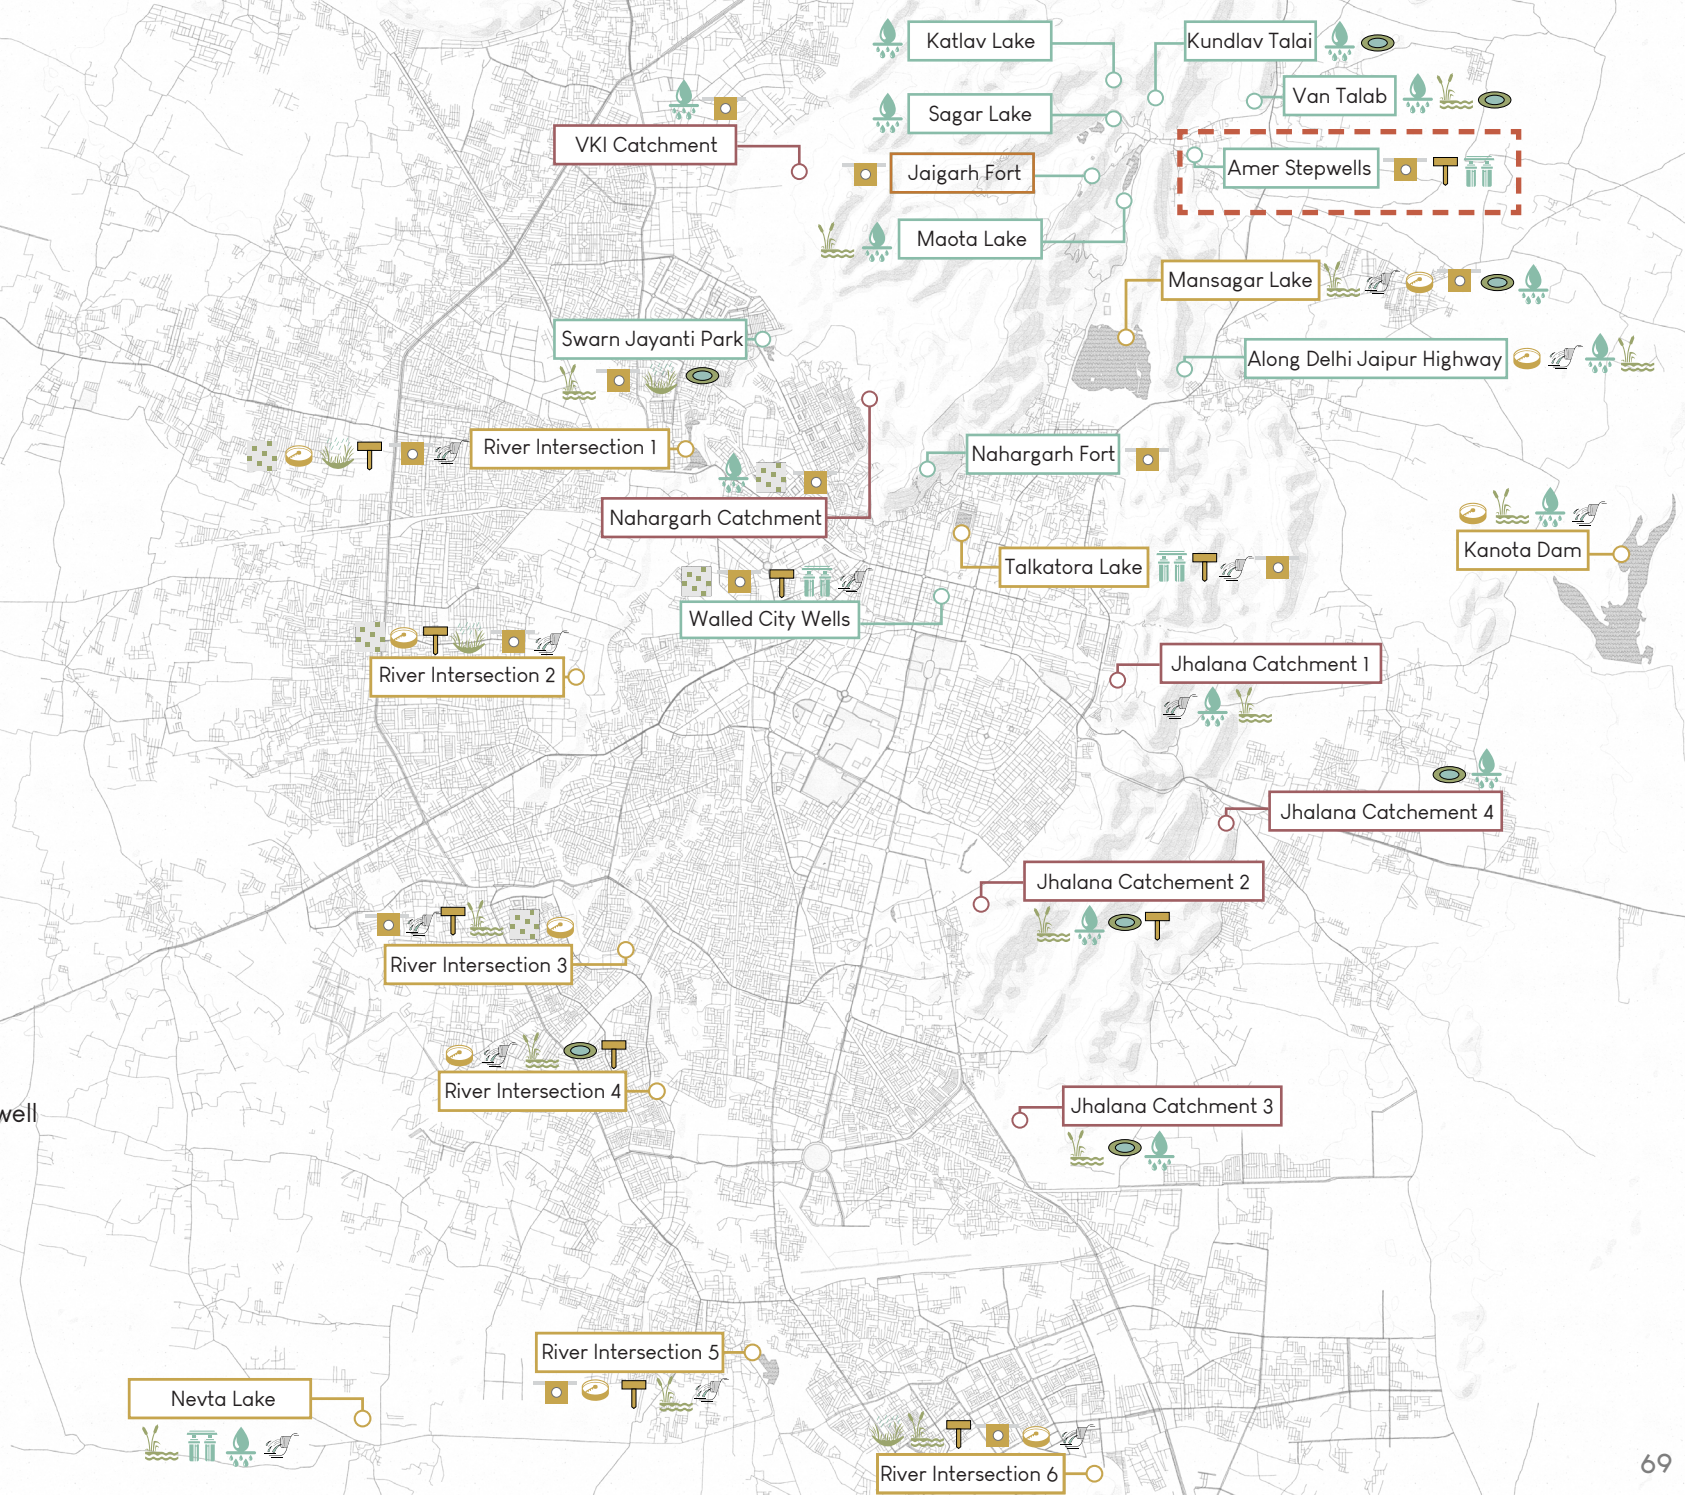 Katlav Lake
Kundlav Talai
Van Talab
Sagar Lake
VKI Catchment
Jaigarh Fort
Amer Stepwells
Maota Lake
Mansagar Lake
Swarn Jayanti Park
Along Delhi Jaipur Highway
River Intersection 1
Nahargarh Fort
Nahargarh Catchment
Kanota Dam
Talkatora Lake
Walled City Wells
River Intersection 2
Jhalana Catchment 1
Jhalana Catchement 4
Jhalana Catchement 2
River Intersection 3
River Intersection 4
Jhalana Catchment 3
well
River Intersection 5
Nevta Lake
River Intersection 6
69